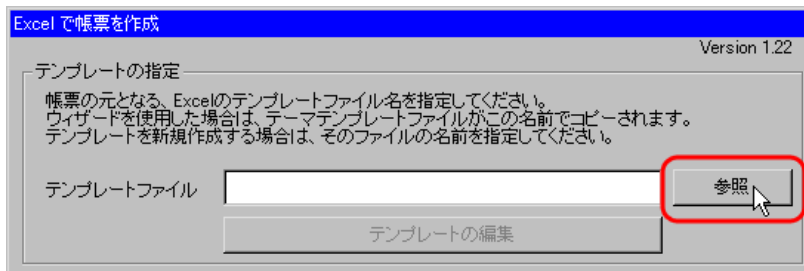 Excel で帳票を作成
Version 1.22
テンプレートの指定
帳票の元となる、Excelのテンプレートファイル名を指定してください。
ウィザードを使用した場合は、テーマテンプレートファイルがこの名前でコピーされます。
テンプレートを新規作成する場合は、そのファイルの名前を指定してください。
テンプレートファイル
参照
テンプレートの編集